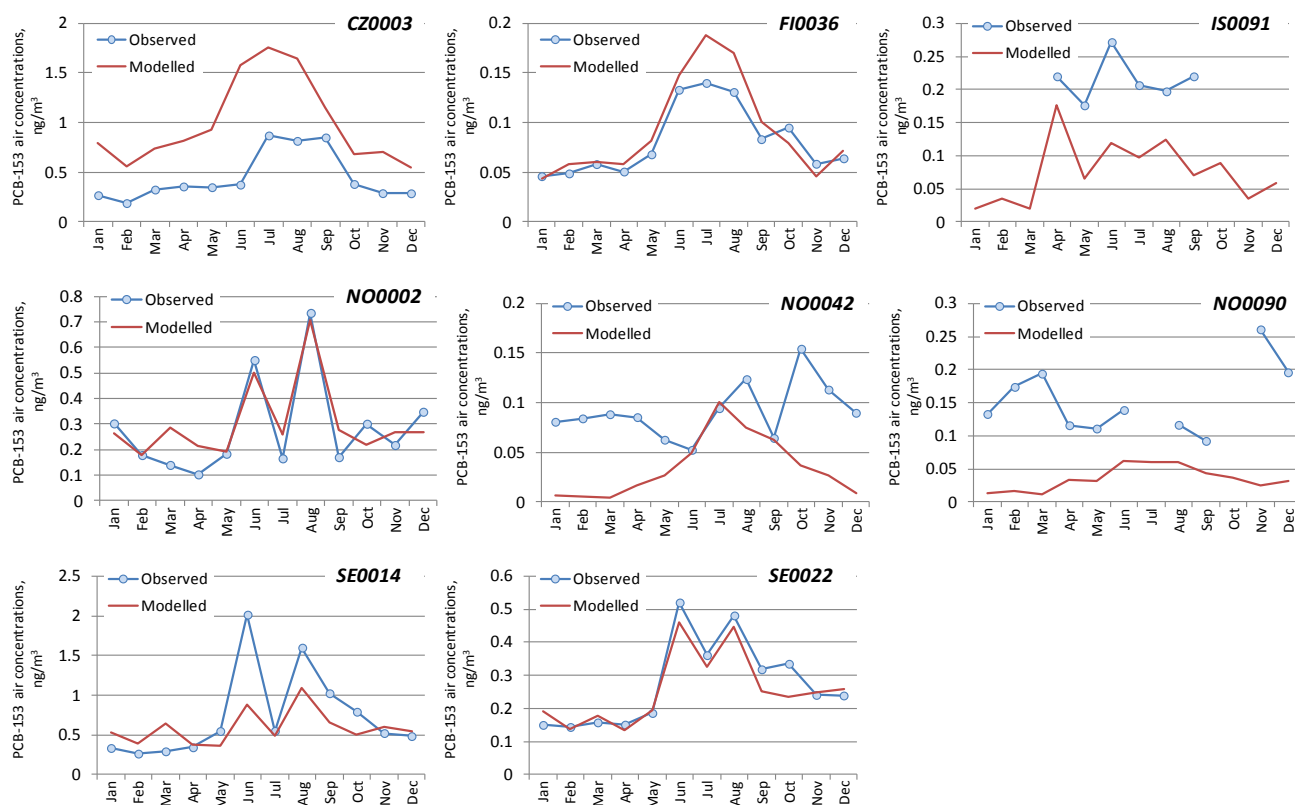 CZ0003
Observed
Modelled
PCB-153 air concentrations,
ng/m³
2
1.5
1
0.5
0
Jan Feb Mar Apr May Jun Jul Aug Sep Oct Nov Dec
FI0036
Observed
Modelled
PCB-153 air concentrations,
ng/m³
0.2
0.15
0.1
0.05
0
Jan Feb Mar Apr May Jun Jul Aug Sep Oct Nov Dec
IS0091
Observed
Modelled
PCB-153 air concentrations,
ng/m³
0.3
0.25
0.2
0.15
0.1
0.05
0
Jan Feb Mar Apr May Jun Jul Aug Sep Oct Nov Dec
NO0002
Observed
Modelled
PCB-153 air concentrations,
ng/m³
0.8
0.7
0.6
0.5
0.4
0.3
0.2
0.1
0
Jan Feb Mar Apr May Jun Jul Aug Sep Oct Nov Dec
NO0042
Observed
Modelled
PCB-153 air concentrations,
ng/m³
0.2
0.15
0.1
0.05
0
Jan Feb Mar Apr May Jun Jul Aug Sep Oct Nov Dec
NO0090
Observed
Modelled
PCB-153 air concentrations,
ng/m³
0.3
0.25
0.2
0.15
0.1
0.05
0
Jan Feb Mar Apr May Jun Jul Aug Sep Oct Nov Dec
SE0014
Observed
Modelled
PCB-153 air concentrations,
ng/m³
2.5
2
1.5
1
0.5
0
Jan Feb Mar Apr May Jun Jul Aug Sep Oct Nov Dec
SE0022
Observed
Modelled
PCB-153 air concentrations,
ng/m³
0.6
0.5
0.4
0.3
0.2
0.1
0
Jan Feb Mar Apr May Jun Jul Aug Sep Oct Nov Dec